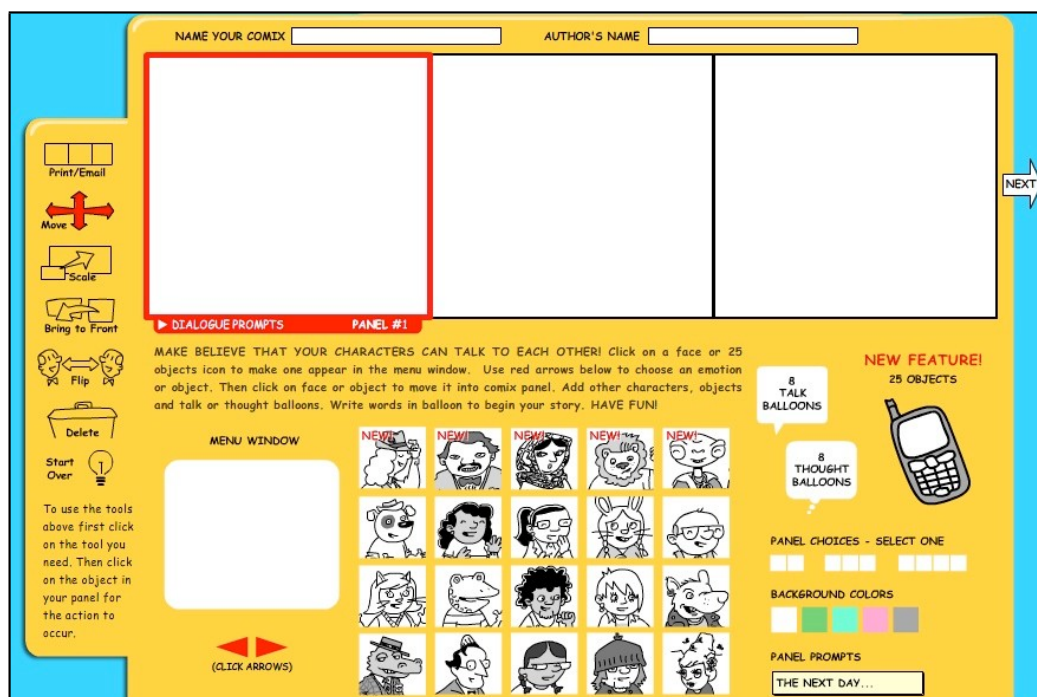 NAME YOUR COMIX
AUTHOR'S NAME
Print/Email
Move
Scale
Bring to Front
Flip
Delete
Start
Over
To use the tools
above first click
on the tool you
need. Then click
on the object in
your panel for
the action to
occur.
NEXT
DIALOGUE PROMPTS
PANEL #1
MAKE BELIEVE THAT YOUR CHARACTERS CAN TALK TO EACH OTHER! Click on a face or 25
objects icon to make one appear in the menu window. Use red arrows below to choose an emotion
or object. Then click on face or object to move it into comix panel. Add other characters, objects
and talk or thought balloons. Write words in balloon to begin your story. HAVE FUN!
MENU WINDOW
(CLICK ARROWS)
NEW!
NEW!
NEW!
NEW!
NEW!
8
TALK
BALLOONS
8
THOUGHT
BALLOONS
NEW FEATURE!
25 OBJECTS
PANEL CHOICES - SELECT ONE
BACKGROUND COLORS
PANEL PROMPTS
THE NEXT DAY...